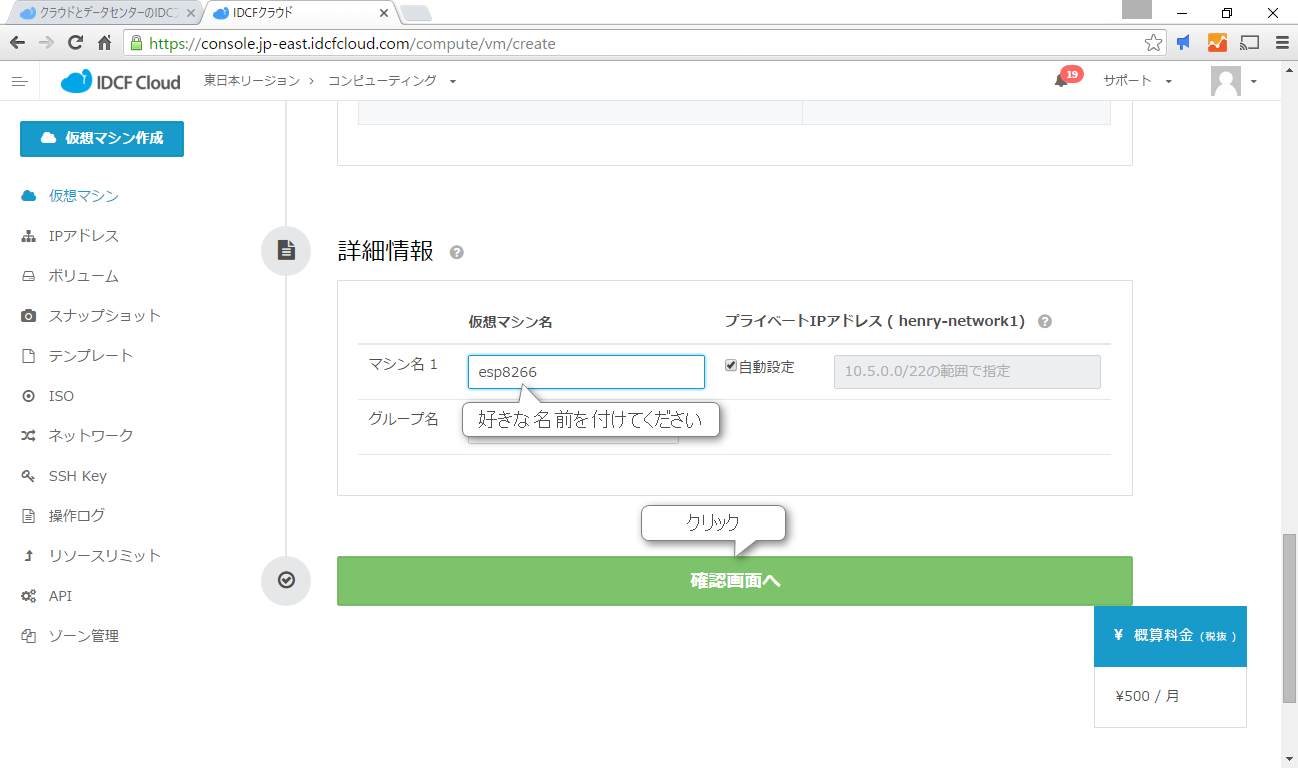 クラウドとデータセンターのIDCフ
IDCFクラウド
https://console.jp-east.idcfcloud.com/compute/vm/create
IDCF Cloud
東日本リージョン
コンピューティング
19
サポート
仮想マシン作成
仮想マシン
IPアドレス
ボリューム
スナップショット
テンプレート
ISO
ネットワーク
SSH Key
操作ログ
リソースリミット
API
ゾーン管理
詳細情報
仮想マシン名
プライベートIPアドレス ( henry-network1)
マシン名 1
esp8266
自動設定
10.5.0.0/22の範囲で指定
グループ名
好きな名前を付けてください
クリック
確認画面へ
¥ 概算料金 (税抜 )
¥500 / 月